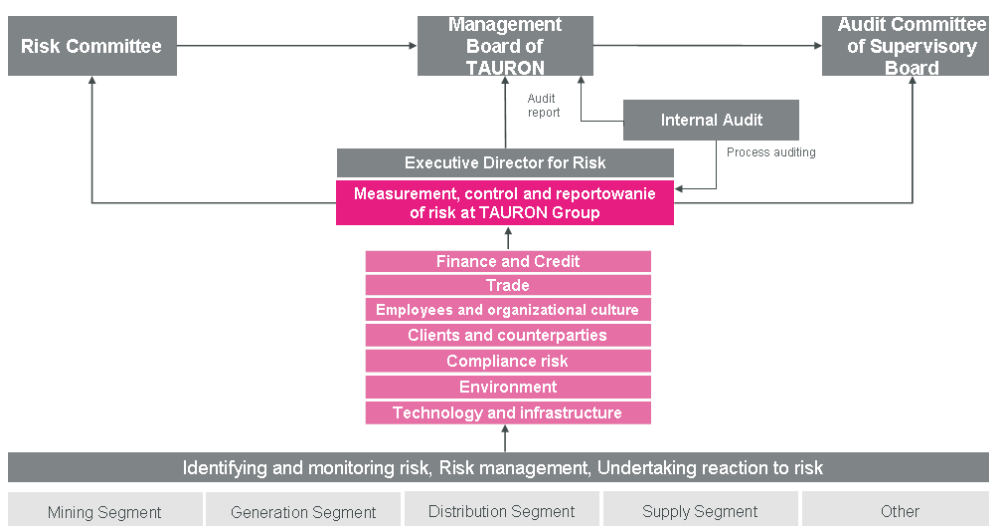 Risk Committee
Management
Board of
TAURON
Audit Committee
of Supervisory
Board
Audit
report
Internal Audit
Process auditing
Executive Director for Risk
Measurement, control and reportowanie
of risk at TAURON Group
Finance and Credit
Trade
Employees and organizational culture
Clients and counterparties
Compliance risk
Environment
Technology and infrastructure
Identifying and monitoring risk, Risk management, Undertaking reaction to risk
Mining Segment
Generation Segment
Distribution Segment
Supply Segment
Other